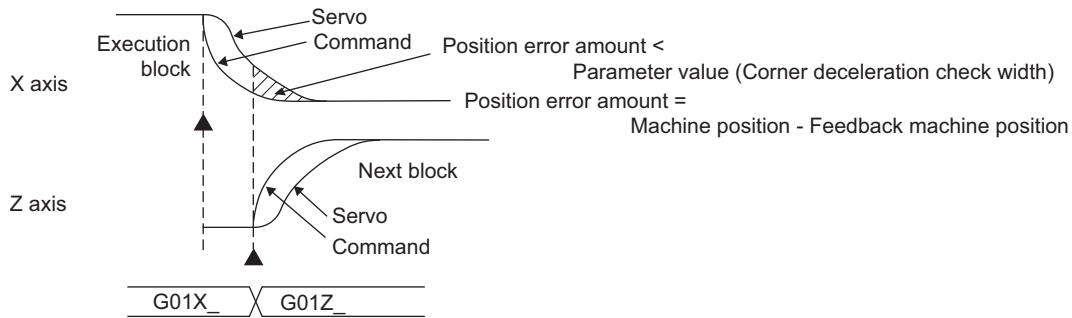 Servo
Command
Execution
block
Position error amount <
Parameter value (Corner deceleration check width)
X axis
Position error amount =
Machine position - Feedback machine position
Next block
Z axis
Servo
Command
G01X_
G01Z_